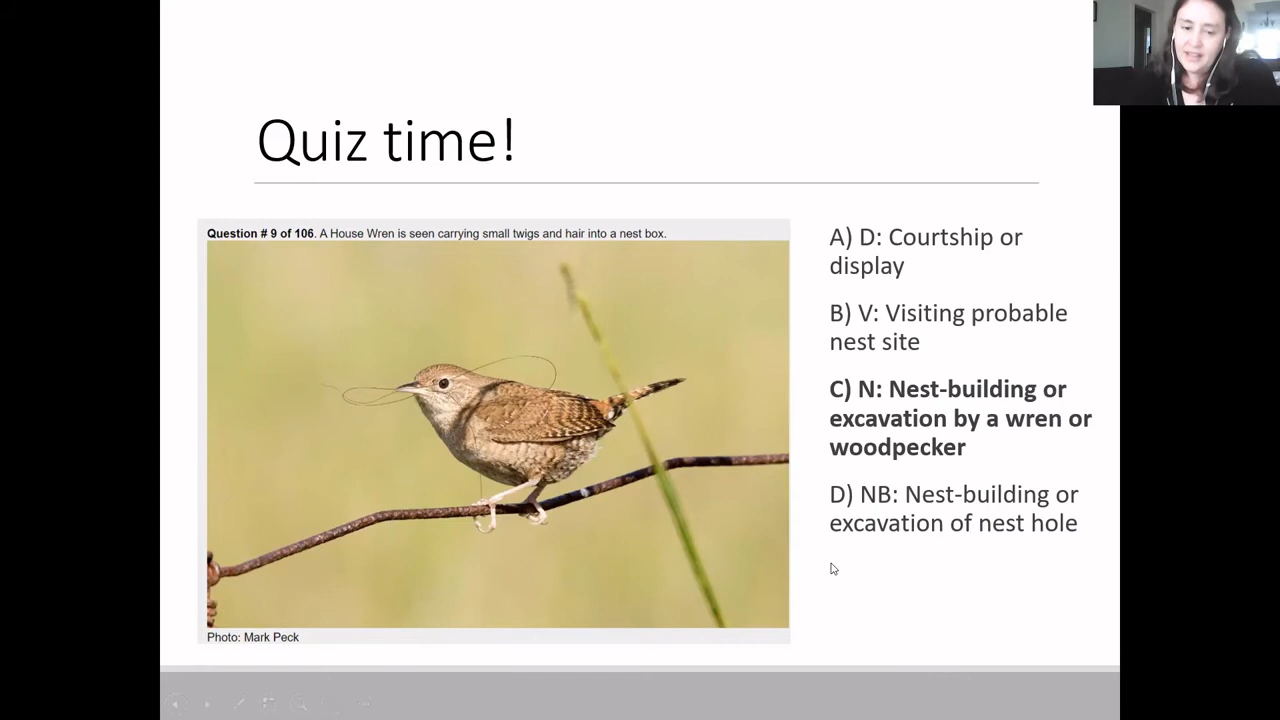 Quiz time!
Question # 9 of 106. A House Wren is seen carrying small twigs and hair into a nest box.
Photo: Mark Peck
A) D: Courtship or
display
B) V: Visiting probable
nest site
C) N: Nest-building or
excavation by a wren or
woodpecker
D) NB: Nest-building or
excavation of nest hole